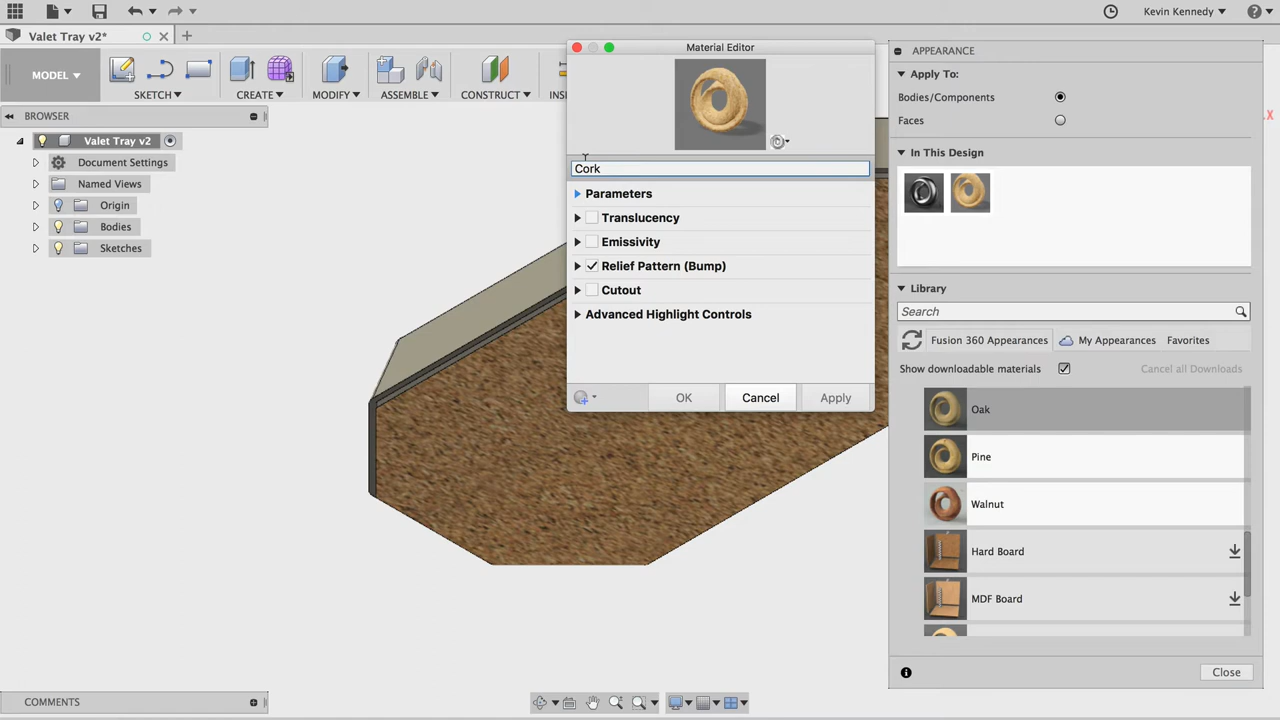 Kevin Kennedy
Valet Tray v2*
MODEL
SKETCH
CREATE
MODIFY
ASSEMBLE
CONSTRUCT
BROWSER
Valet Tray v2
Document Settings
Named Views
Origin
Bodies
Sketches
Material Editor
Cork
Parameters
Translucency
Emissivity
Relief Pattern (Bump)
Cutout
Advanced Highlight Controls
OK
Cancel
Apply
APPEARANCE
Apply To:
Bodies/Components
Faces
In This Design
Library
Search
Fusion 360 Appearances
My Appearances
Favorites
Show downloadable materials
Cancel all Downloads
Oak
Pine
Walnut
Hard Board
MDF Board
Close
COMMENTS